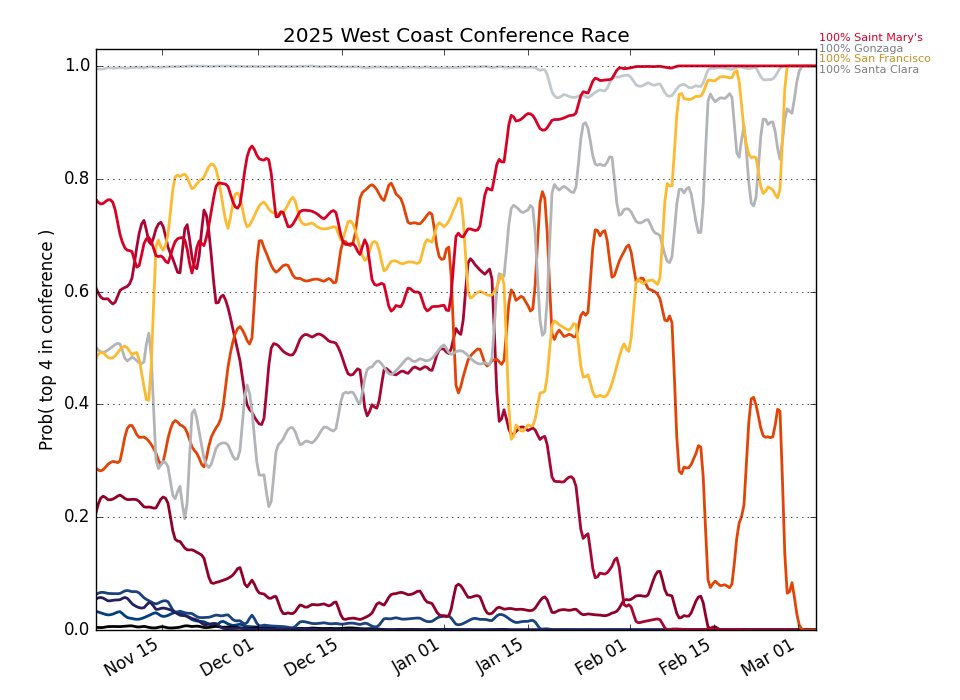 2025 West Coast Conference Race
100% Saint Mary's
100% Gonzaga
100% San Francisco
100% Santa Clara
Prob( top 4 in conference )
1.0
0.8
0.6
0.4
0.2
0.0
Nov 15
Dec 01
Dec 15
Jan 01
Jan 15
Feb 01
Feb 15
Mar 01